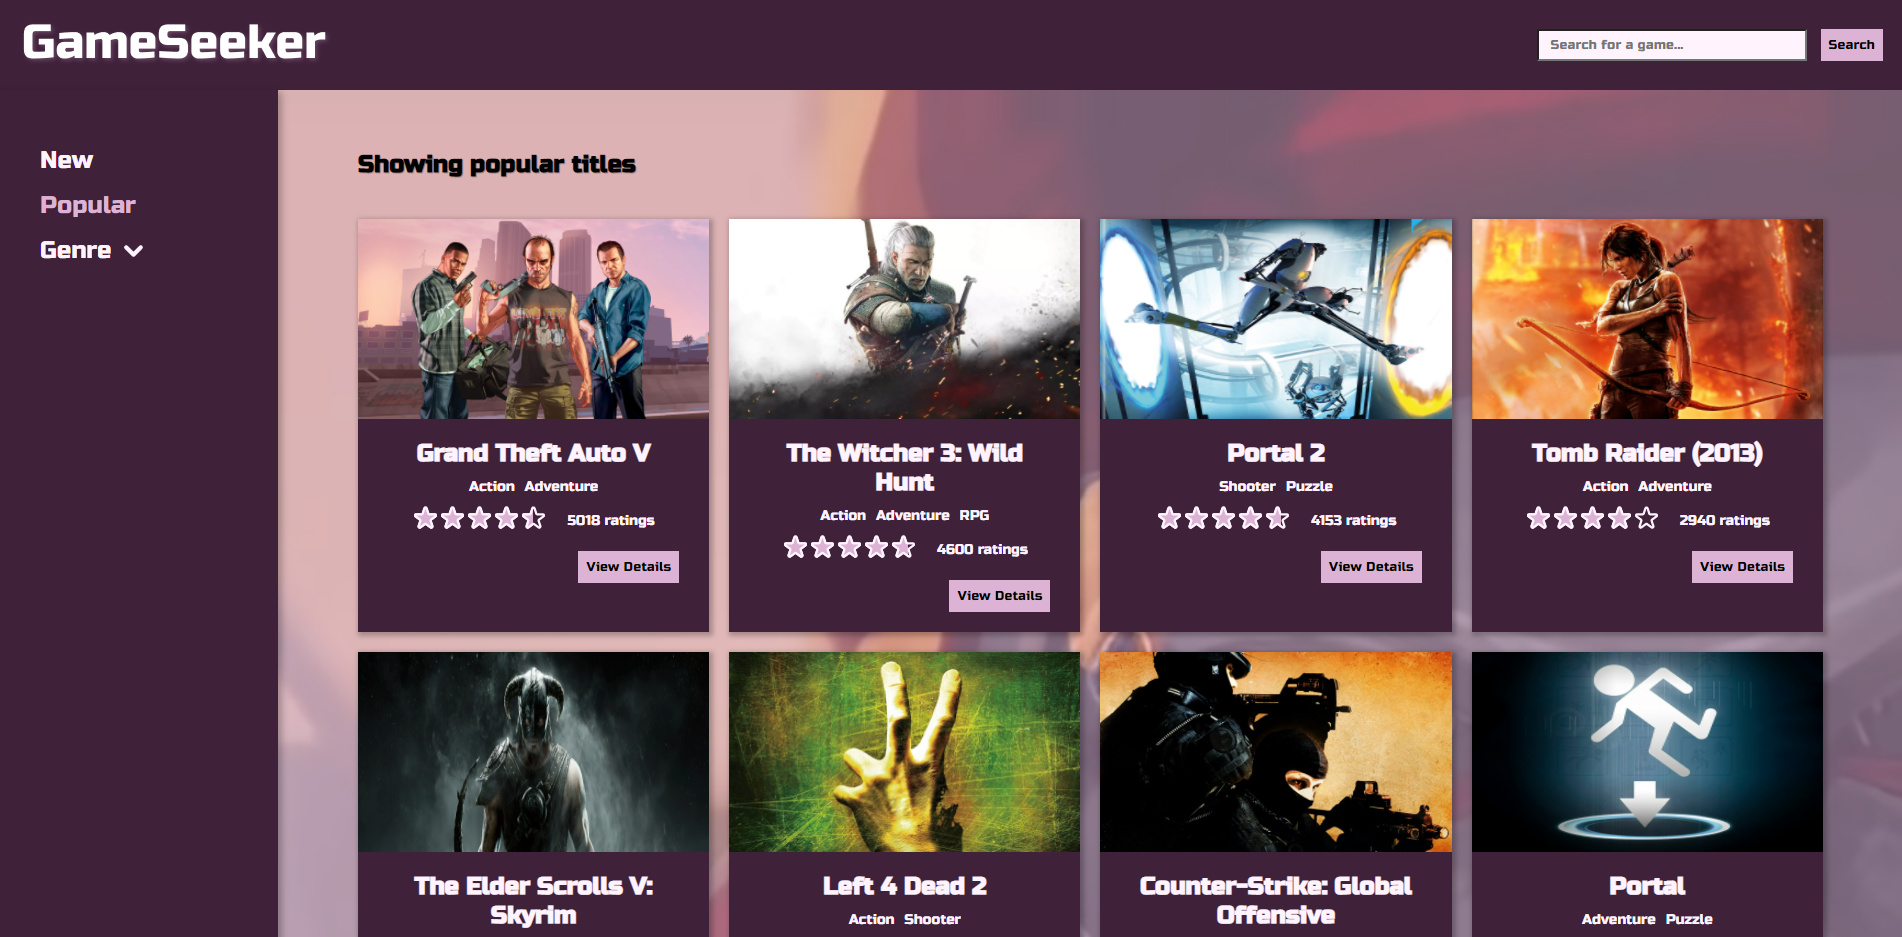 GameSeeker
Search for a game...
Search
New
Popular
Genre
Showing popular titles
Grand Theft Auto V
Action Adventure
5018 ratings
View Details
The Witcher 3: Wild
Hunt
Action Adventure RPG
4600 ratings
View Details
Portal 2
Shooter Puzzle
4153 ratings
View Details
Tomb Raider (2013)
Action Adventure
2940 ratings
View Details
The Elder Scrolls V:
Skyrim
Left 4 Dead 2
Action Shooter
Counter-Strike: Global
Offensive
Portal
Adventure Puzzle